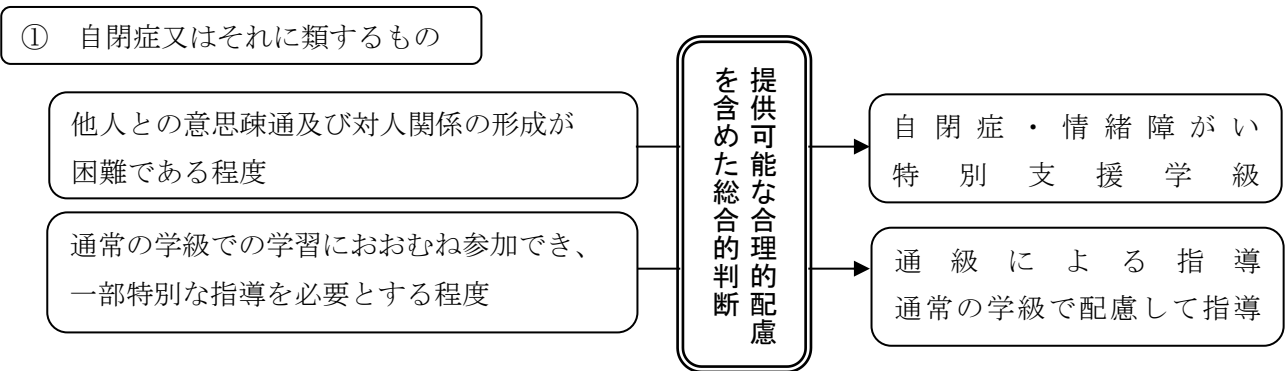 ① 自閉症又はそれに類するもの
他人との意思疎通及び対人関係の形成が
困難である程度
通常の学級での学習におおむね参加でき、
一部特別な指導を必要とする程度
提供可能な合理的配慮
を含めた総合的判断
自閉症・情緒障がい
特別支援学級
通級による指導
通常の学級で配慮して指導